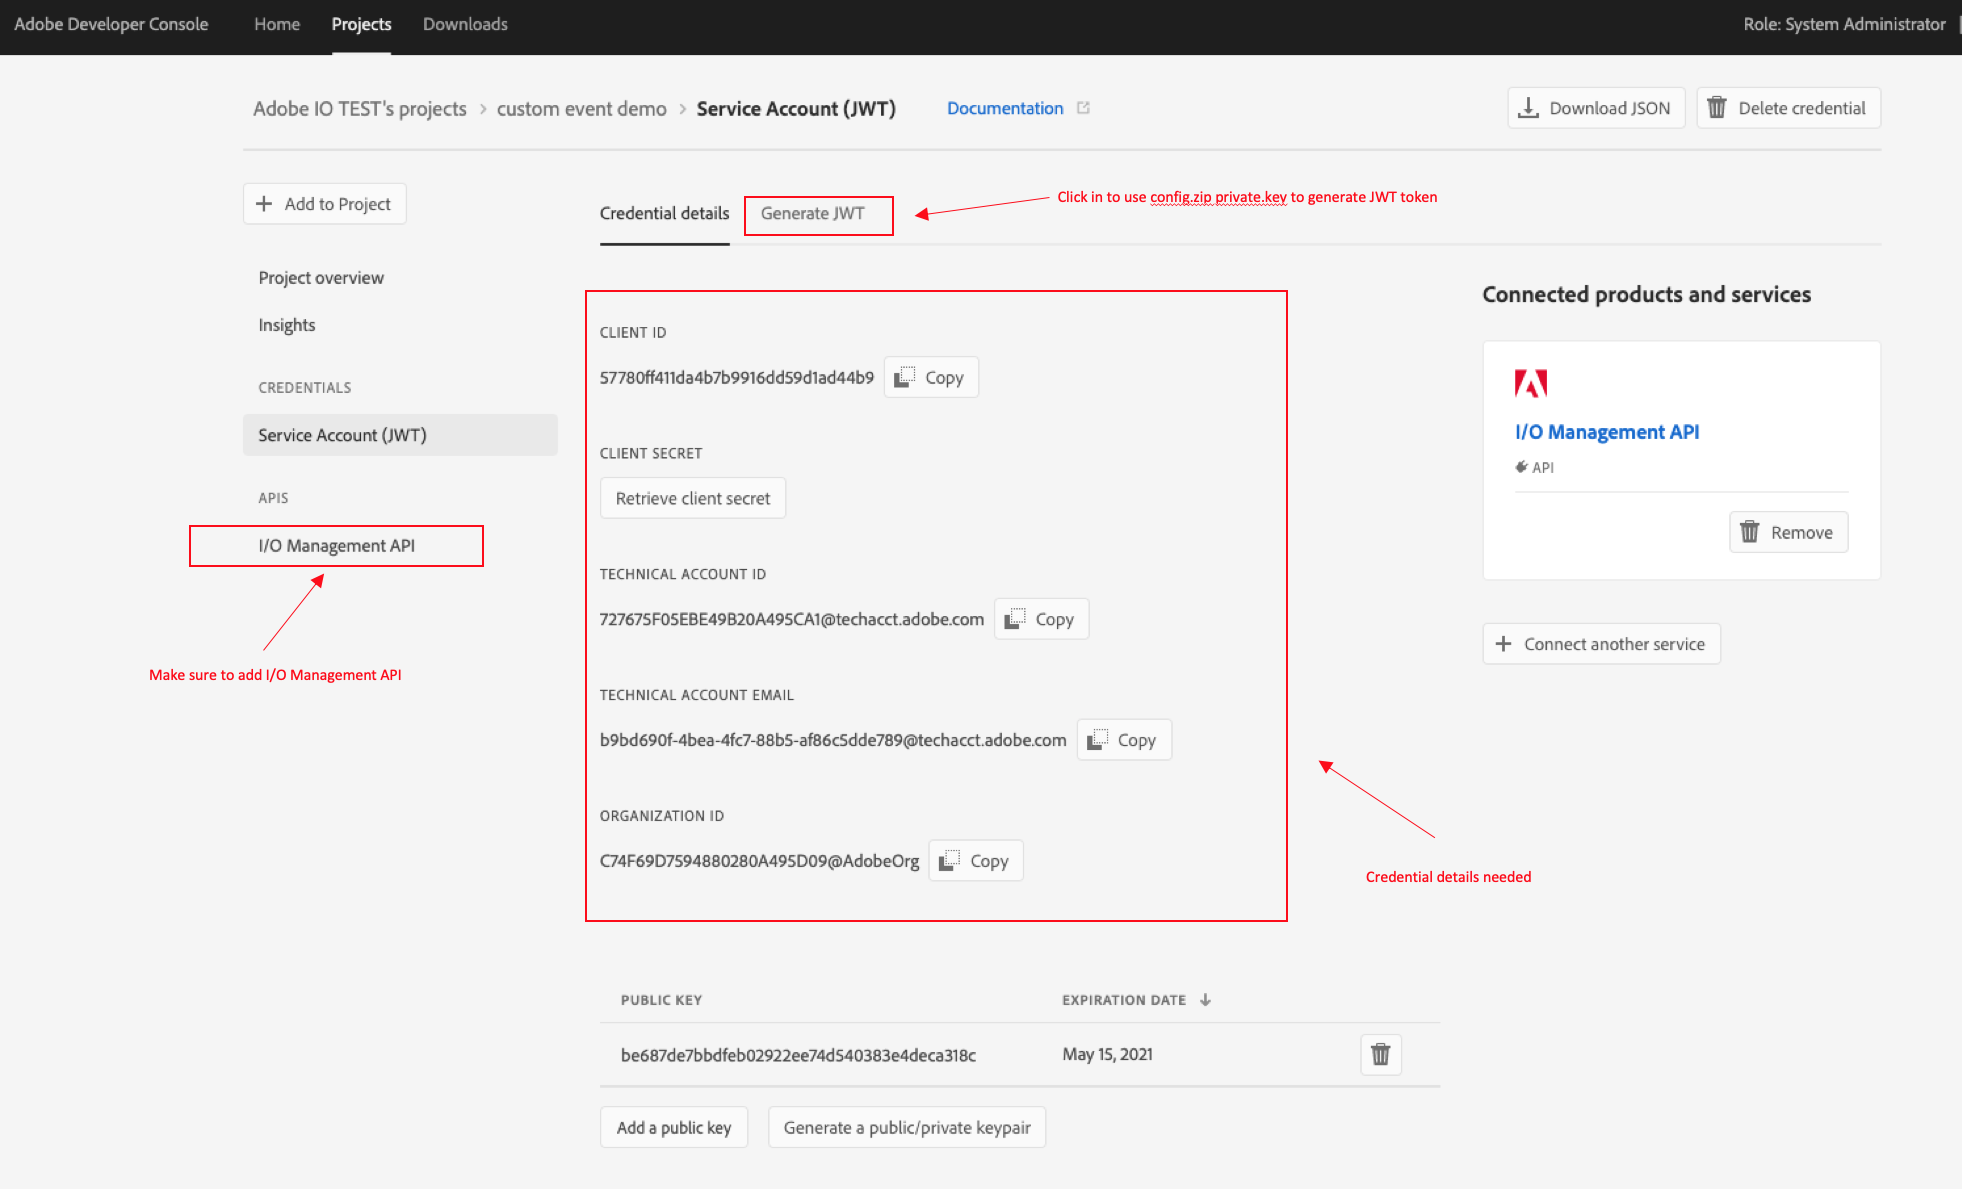 Adobe Developer Console
Home
Projects
Downloads
Role: System Administrator
Adobe IO TEST's projects > custom event demo > Service Account (JWT)
Documentation
Download JSON
Delete credential
Add to Project
Credential details
Generate JWT
Click in to use config.zip private.key to generate JWT token
Project overview
Insights
CREDENTIALS
Service Account (JWT)
APIS
I/O Management API
Make sure to add I/O Management API
CLIENT ID
57780ff411da4b7b9916dd59d1ad44b9
Copy
CLIENT SECRET
Retrieve client secret
TECHNICAL ACCOUNT ID
727675F05EBE49B20A495CA1@techacct.adobe.com
Copy
TECHNICAL ACCOUNT EMAIL
b9bd690f-4bea-4fc7-88b5-af86c5dde789@techacct.adobe.com
Copy
ORGANIZATION ID
C74F69D7594880280A495D09@AdobeOrg
Copy
Credential details needed
Connected products and services
I/O Management API
API
Remove
Connect another service
PUBLIC KEY
EXPIRATION DATE
be687de7bbdfeb02922ee74d540383e4deca318c
May 15, 2021
Add a public key
Generate a public/private keypair